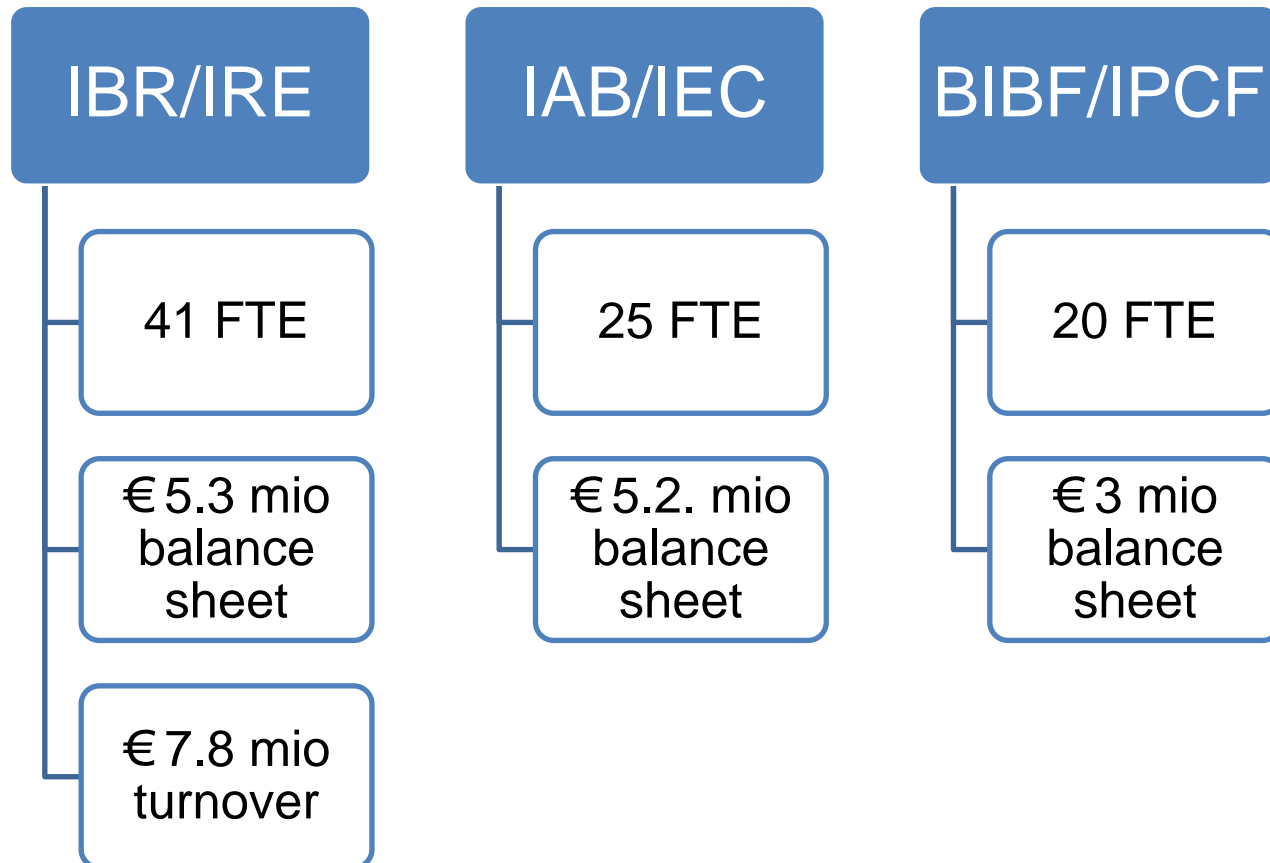 IBR/IRE
41 FTE
€ 5.3 mio
balance
sheet
€ 7.8 mio
turnover
IAB/IEC
25 FTE
€ 5.2. mio
balance
sheet
BIBF/IPCF
20 FTE
€ 3 mio
balance
sheet